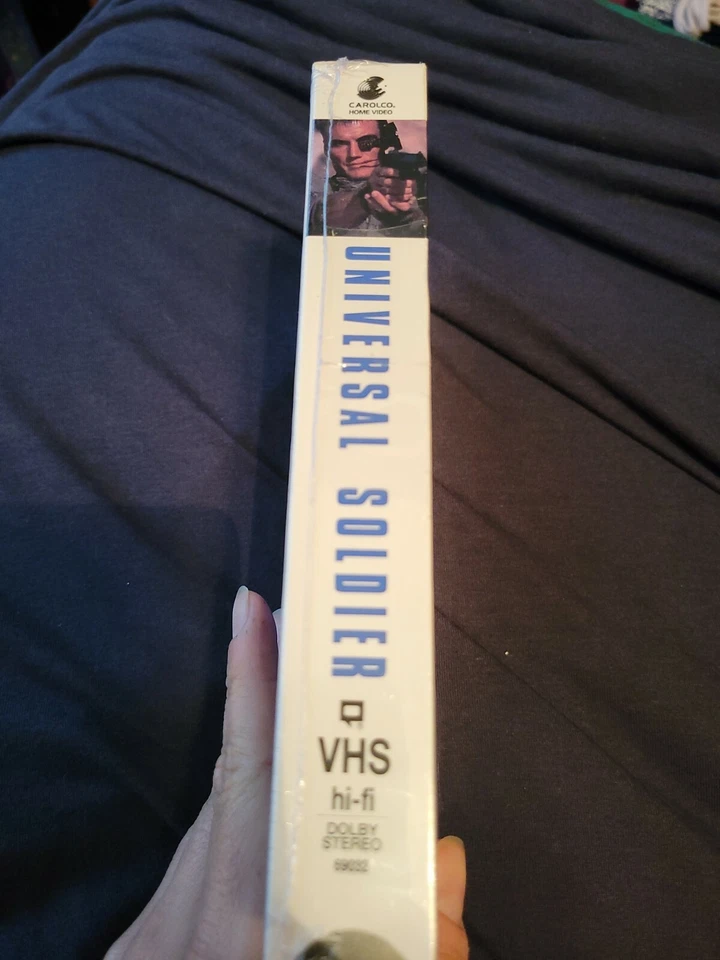 CAROLCO
HOME VIDEO
UNIVERSAL SOLDIER
VHS
hi-fi
DOLBY
STEREO
69032